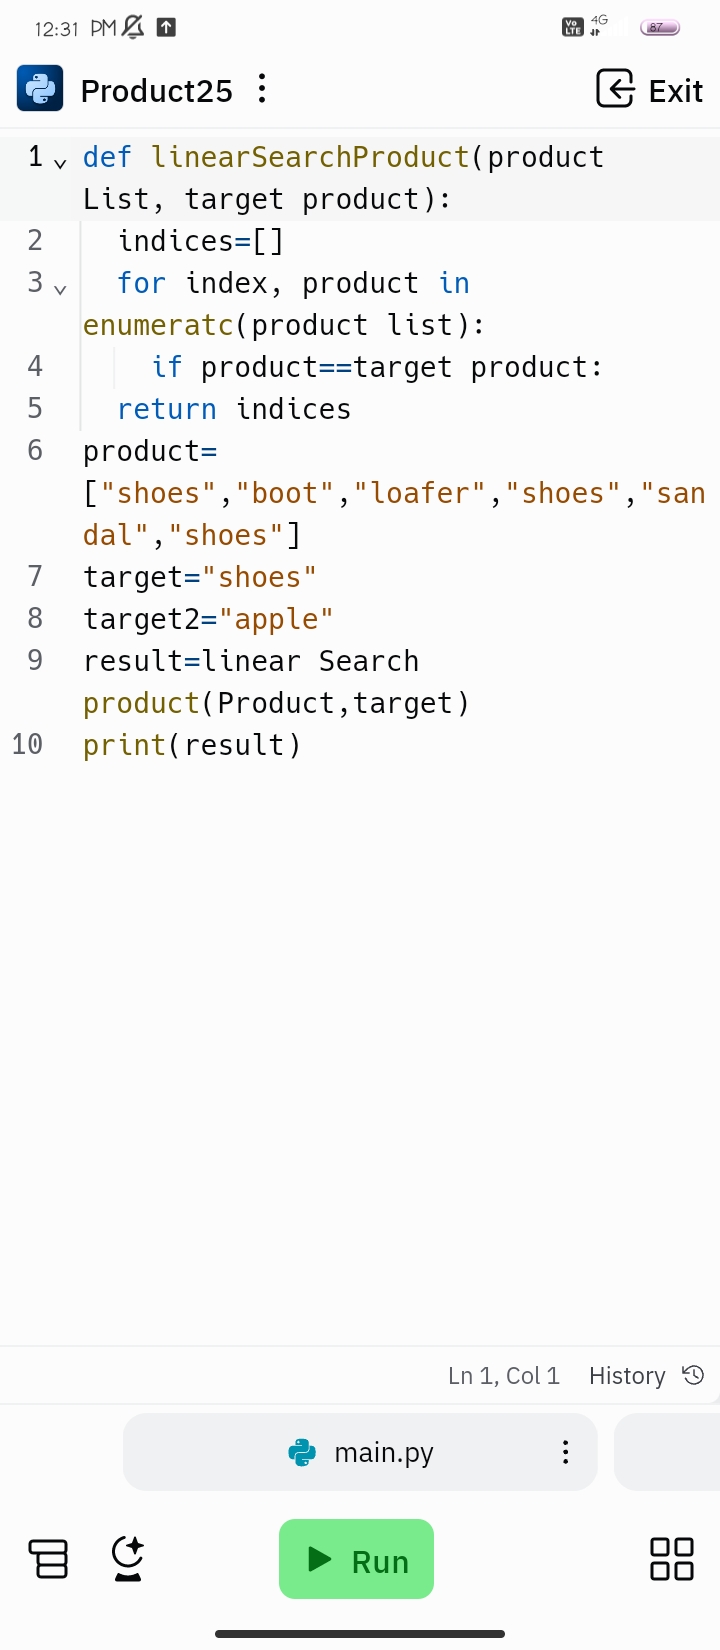 12:31 PM
Vo LTE 4G 87
Product25
Exit
1 def linearSearchProduct(product
List, target product):
2 indices=[]
3 for index, product in
enumeratc(product list):
4 if product==target product:
5 return indices
6 product=
["shoes","boot","loafer","shoes","san
dal","shoes"]
7 target="shoes"
8 target2="apple"
9 result=linear Search
product(Product,target)
10 print(result)
Ln 1, Col 1 History
main.py
Run